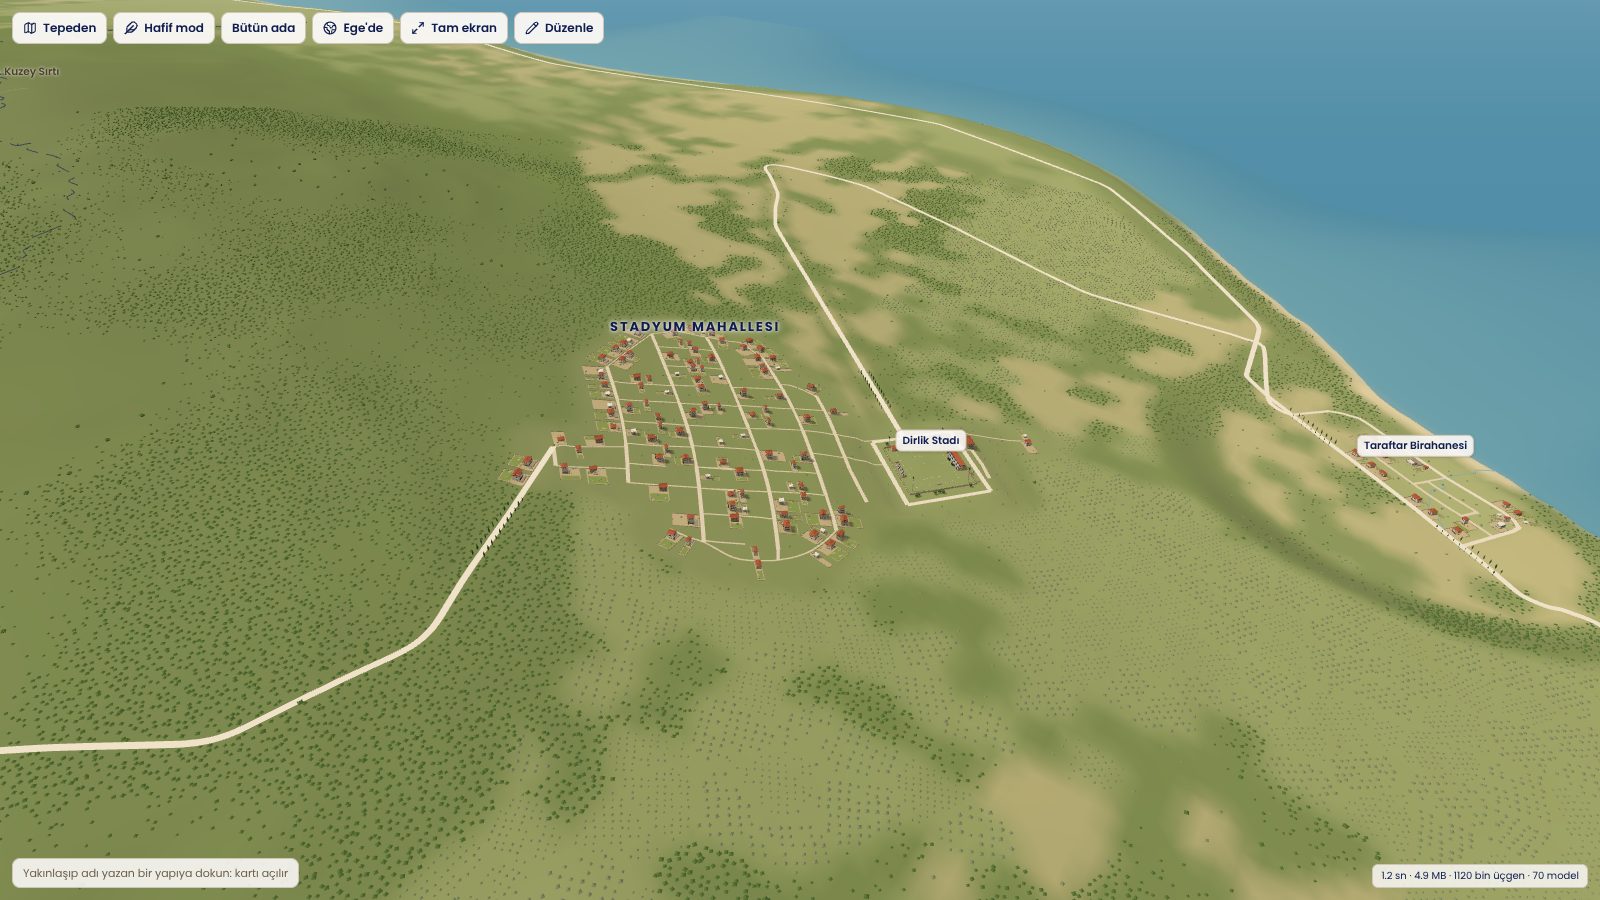 Tepeden
Hafif mod
Bütün ada
Ege'de
Tam ekran
Düzenle
Kuzey Sırtı
STADYUM MAHALLESİ
Dirlik Stadı
Taraftar Birahanesi
Yakınlaşıp adı yazan bir yapıya dokun: kartı açılır
1.2 sn · 4.9 MB · 1120 bin üçgen · 70 model